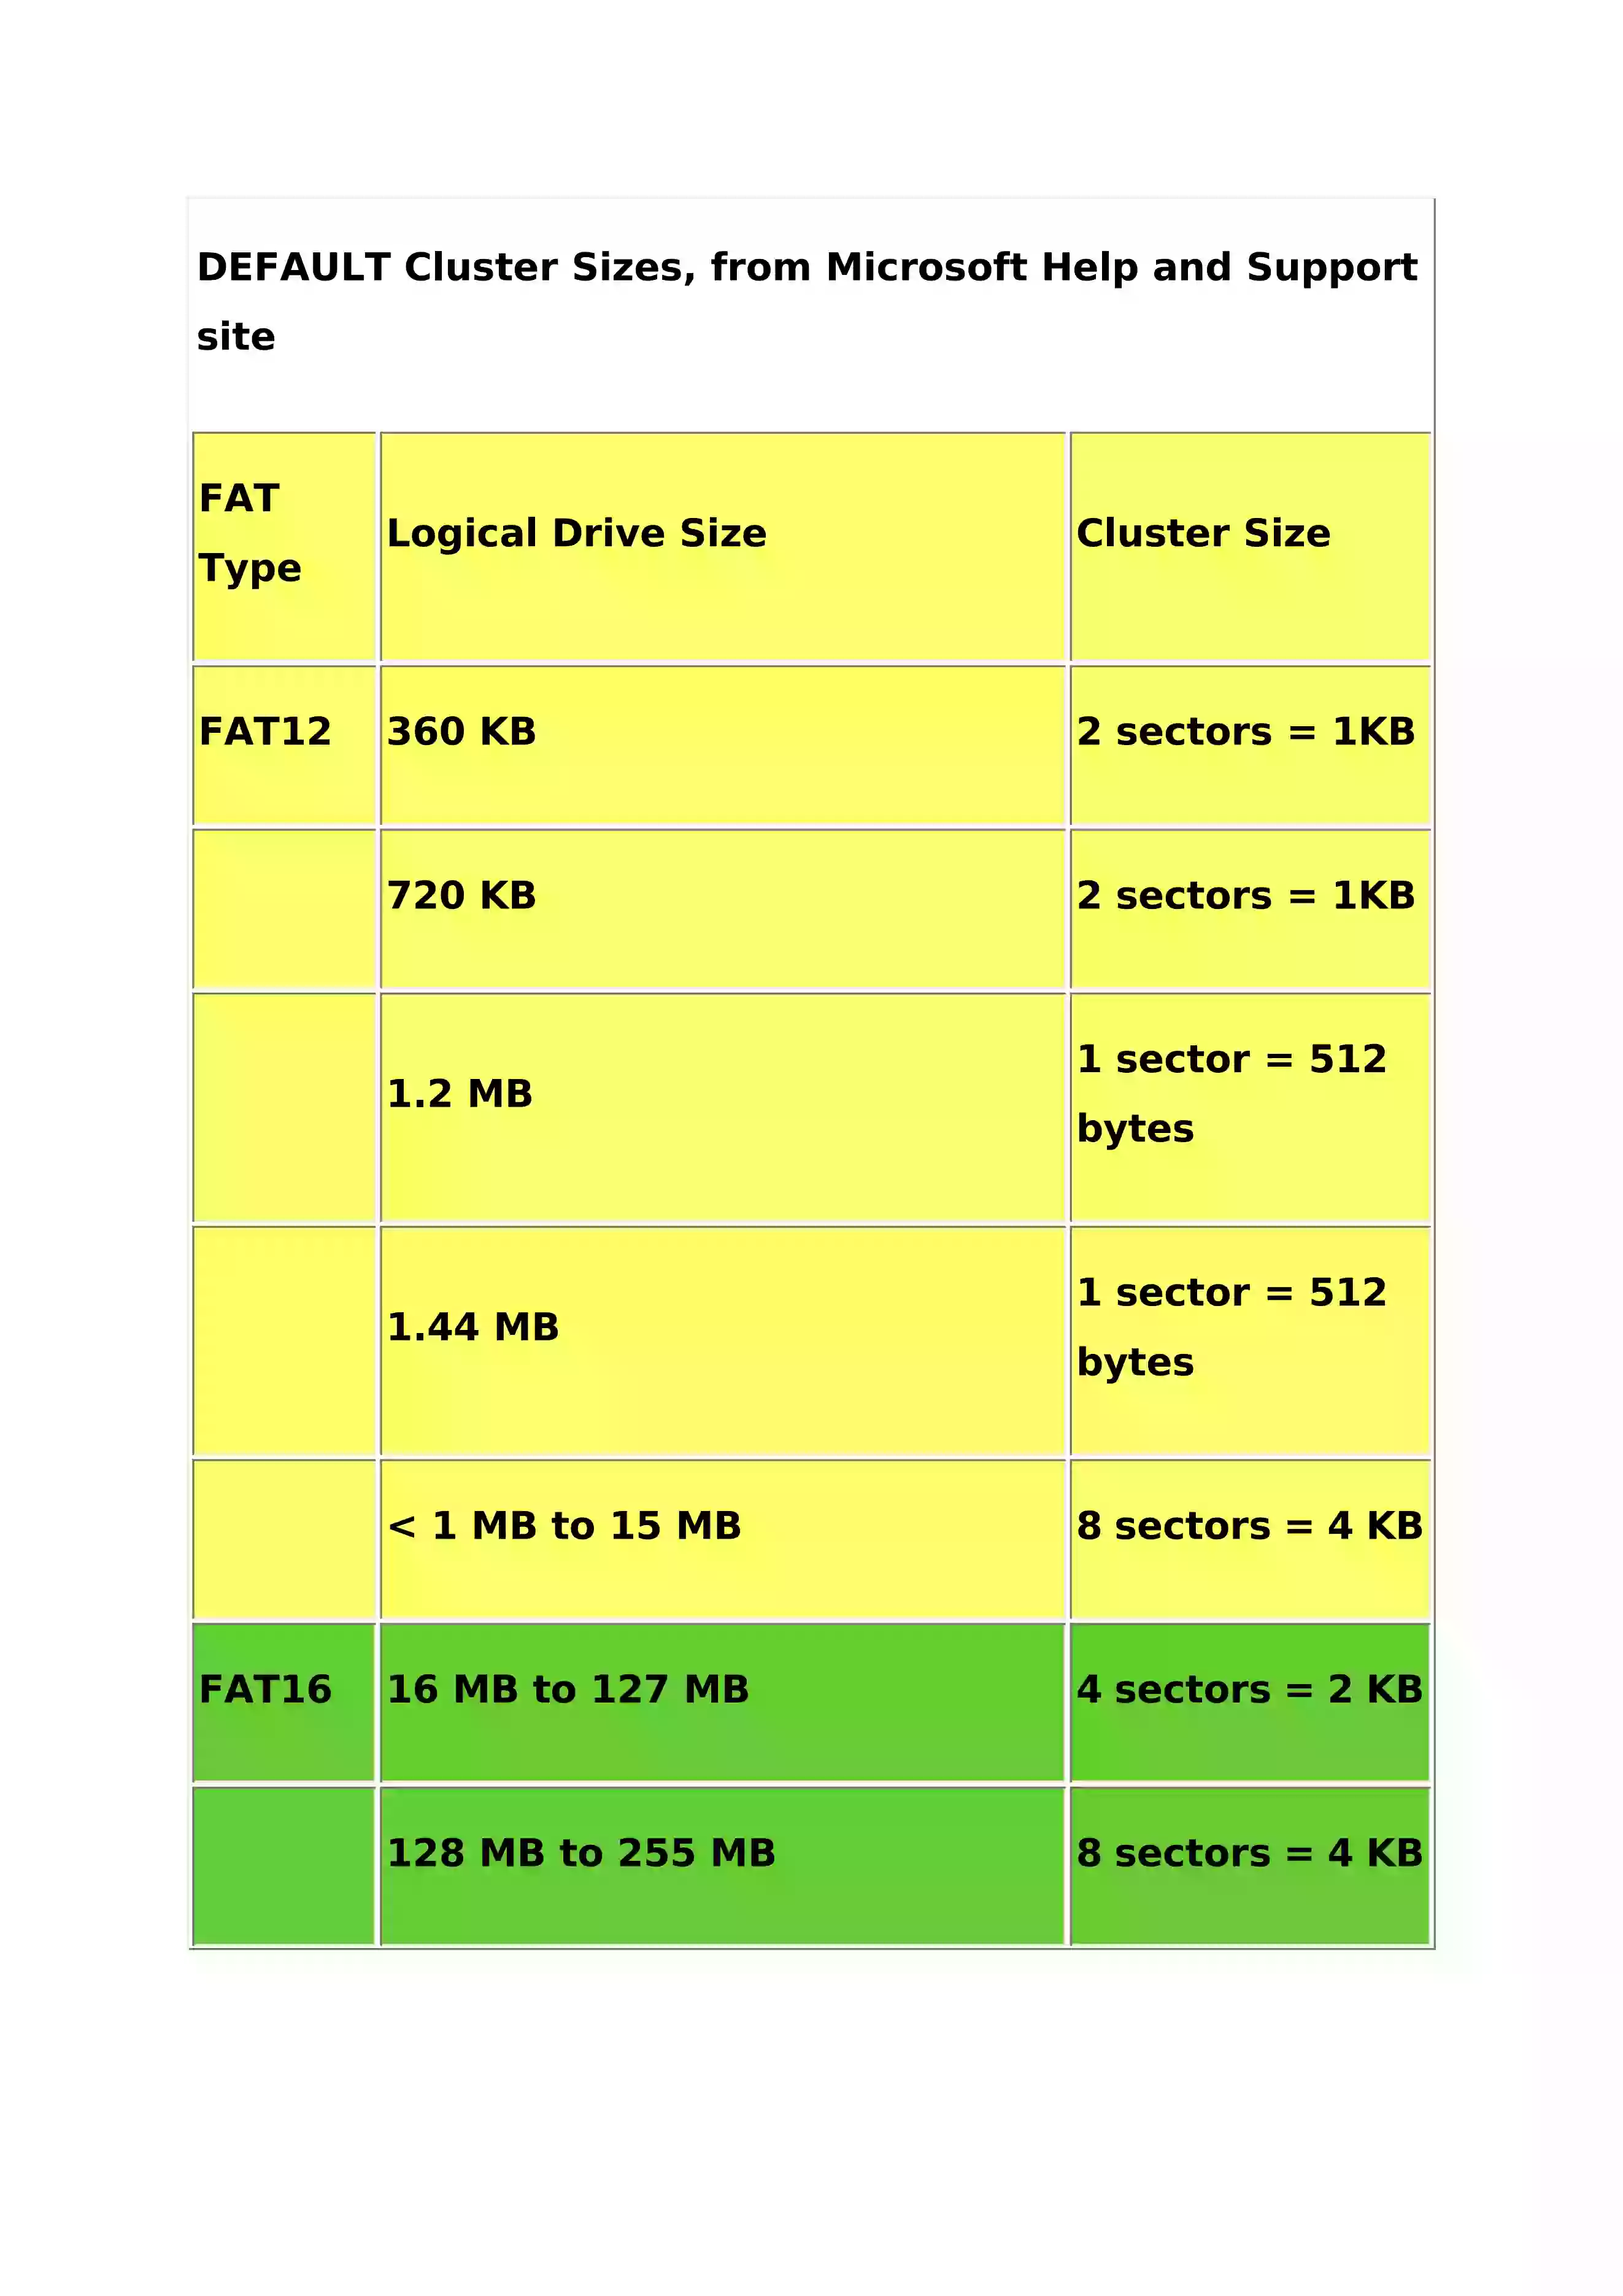 DEFAULT Cluster Sizes, from Microsoft Help and Support
site
FAT
Type
Logical Drive Size
Cluster Size
FAT12
360 KB
2 sectors = 1KB
720 KB
2 sectors = 1KB
1.2 MB
1 sector = 512
bytes
1.44 MB
1 sector = 512
bytes
< 1 MB to 15 MB
8 sectors = 4 KB
FAT16
16 MB to 127 MB
4 sectors = 2 KB
128 MB to 255 MB
8 sectors = 4 KB